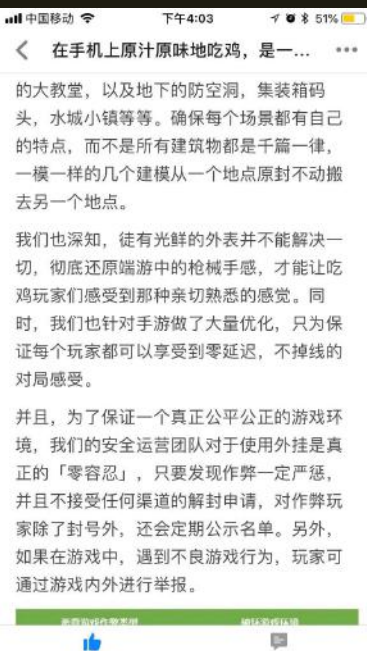 中国移动 下午4:03 51%
在手机上原汁原味地吃鸡，是一...
的大教堂，以及地下的防空洞，集装箱码
头，水城小镇等等。确保每个场景都有自己
的特点，而不是所有建筑物都是千篇一律，
一模一样的几个建模从一个地点原封不动搬
去另一个地点。
我们也深知，徒有光鲜的外表并不能解决一
切，彻底还原端游中的枪械手感，才能让吃
鸡玩家们感受到那种亲切熟悉的感觉。同
时，我们也针对手游做了大量优化，只为保
证每个玩家都可以享受到零延迟，不掉线的
对局感受。
并且，为了保证一个真正公平公正的游戏环
境，我们的安全运营团队对于使用外挂是真
正的「零容忍」，只要发现作弊一定严惩，
并且不接受任何渠道的解封申请，对作弊玩
家除了封号外，还会定期公示名单。另外，
如果在游戏中，遇到不良游戏行为，玩家可
通过游戏内外进行举报。